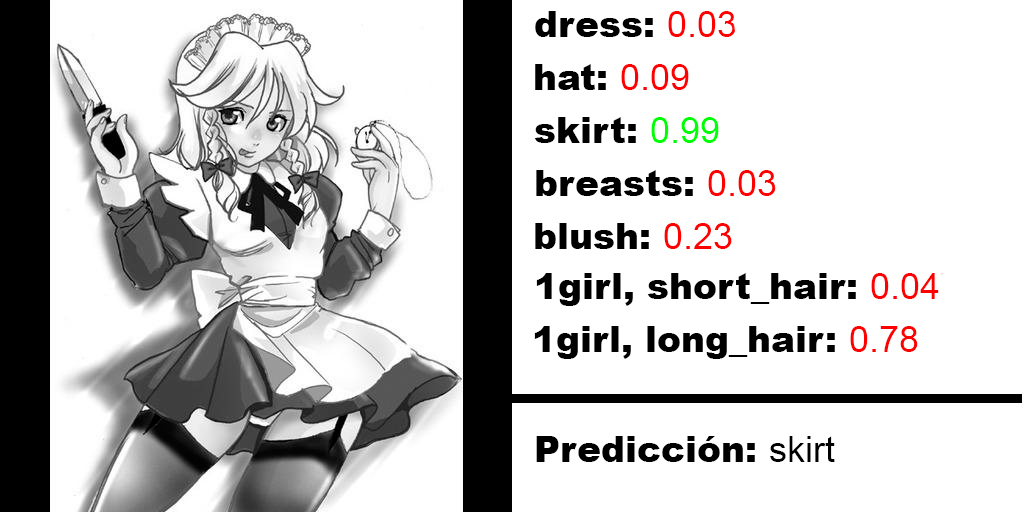 dress: 0.03
hat: 0.09
skirt: 0.99
breasts: 0.03
blush: 0.23
1girl, short_hair: 0.04
1girl, long_hair: 0.78
Predicción: skirt